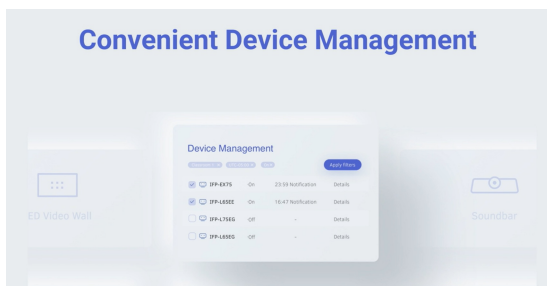 Convenient Device Management
Device Management
Apply filters
IFP-EX75 On 23:59 Notification Details
IFP-L65EE On 16:47 Notification Details
IFP-L75EG Off - Details
IFP-L65EG Off - Details
ED Video Wall
Soundbar